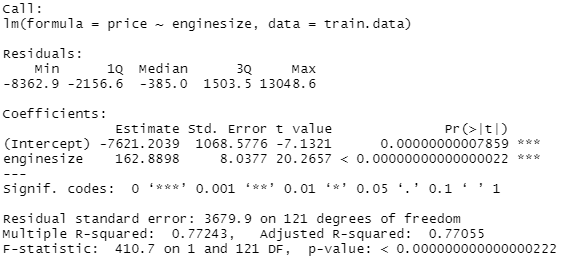 Call:
lm(formula = price ~ enginesize, data = train.data)
Residuals:
Min 1Q Median 3Q Max
-8362.9 -2156.6 -385.0 1503.5 13048.6
Coefficients:
Estimate Std. Error t value Pr(>|t|)
(Intercept) -7621.2039 1068.5776 -7.1321 0.00000000007859 ***
enginesize 162.8898 8.0377 20.2657 < 0.00000000000000022 ***
---
Signif. codes: 0 ‘***’ 0.001 ‘**’ 0.01 ‘*’ 0.05 ‘.’ 0.1 ‘ ’ 1
Residual standard error: 3679.9 on 121 degrees of freedom
Multiple R-squared: 0.77243, Adjusted R-squared: 0.77055
F-statistic: 410.7 on 1 and 121 DF, p-value: < 0.000000000000000222